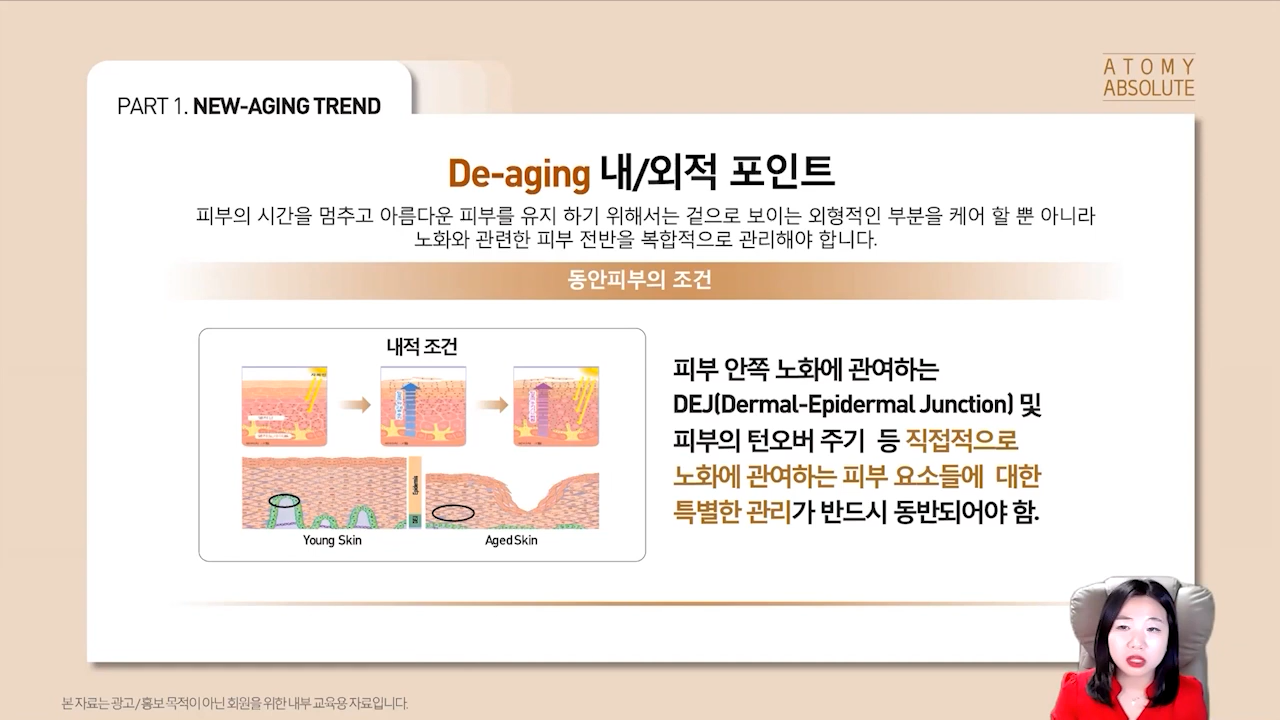 ATOMY
ABSOLUTE
PART 1. NEW-AGING TREND
De-aging 내/외적 포인트
피부의 시간을 멈추고 아름다운 피부를 유지 하기 위해서는 겉으로 보이는 외형적인 부분을 케어 할 뿐 아니라
노화와 관련한 피부 전반을 복합적으로 관리해야 합니다.
동안피부의 조건
내적 조건
Epidermis
DEJ
Young Skin
Aged Skin
피부 안쪽 노화에 관여하는
DEJ(Dermal-Epidermal Junction) 및
피부의 턴오버 주기 등 직접적으로
노화에 관여하는 피부 요소들에 대한
특별한 관리가 반드시 동반되어야 함.
본 자료는 광고/홍보 목적이 아닌 회원을 위한 내부 교육용 자료입니다.